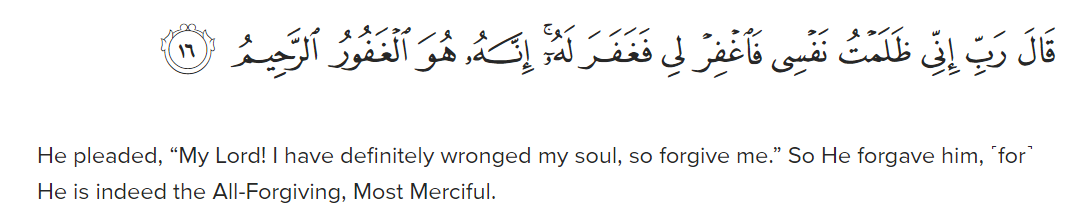 قَالَ رَبِّ إِنِّي ظَلَمۡتُ نَفۡسِي فَٱغۡفِرۡ لِي فَغَفَرَ لَهُۥٓۚ إِنَّهُۥ هُوَ ٱلۡغَفُورُ ٱلرَّحِيمُ ١٦
He pleaded, “My Lord! I have definitely wronged my soul, so forgive me.” So He forgave him, ˹for˺
He is indeed the All-Forgiving, Most Merciful.